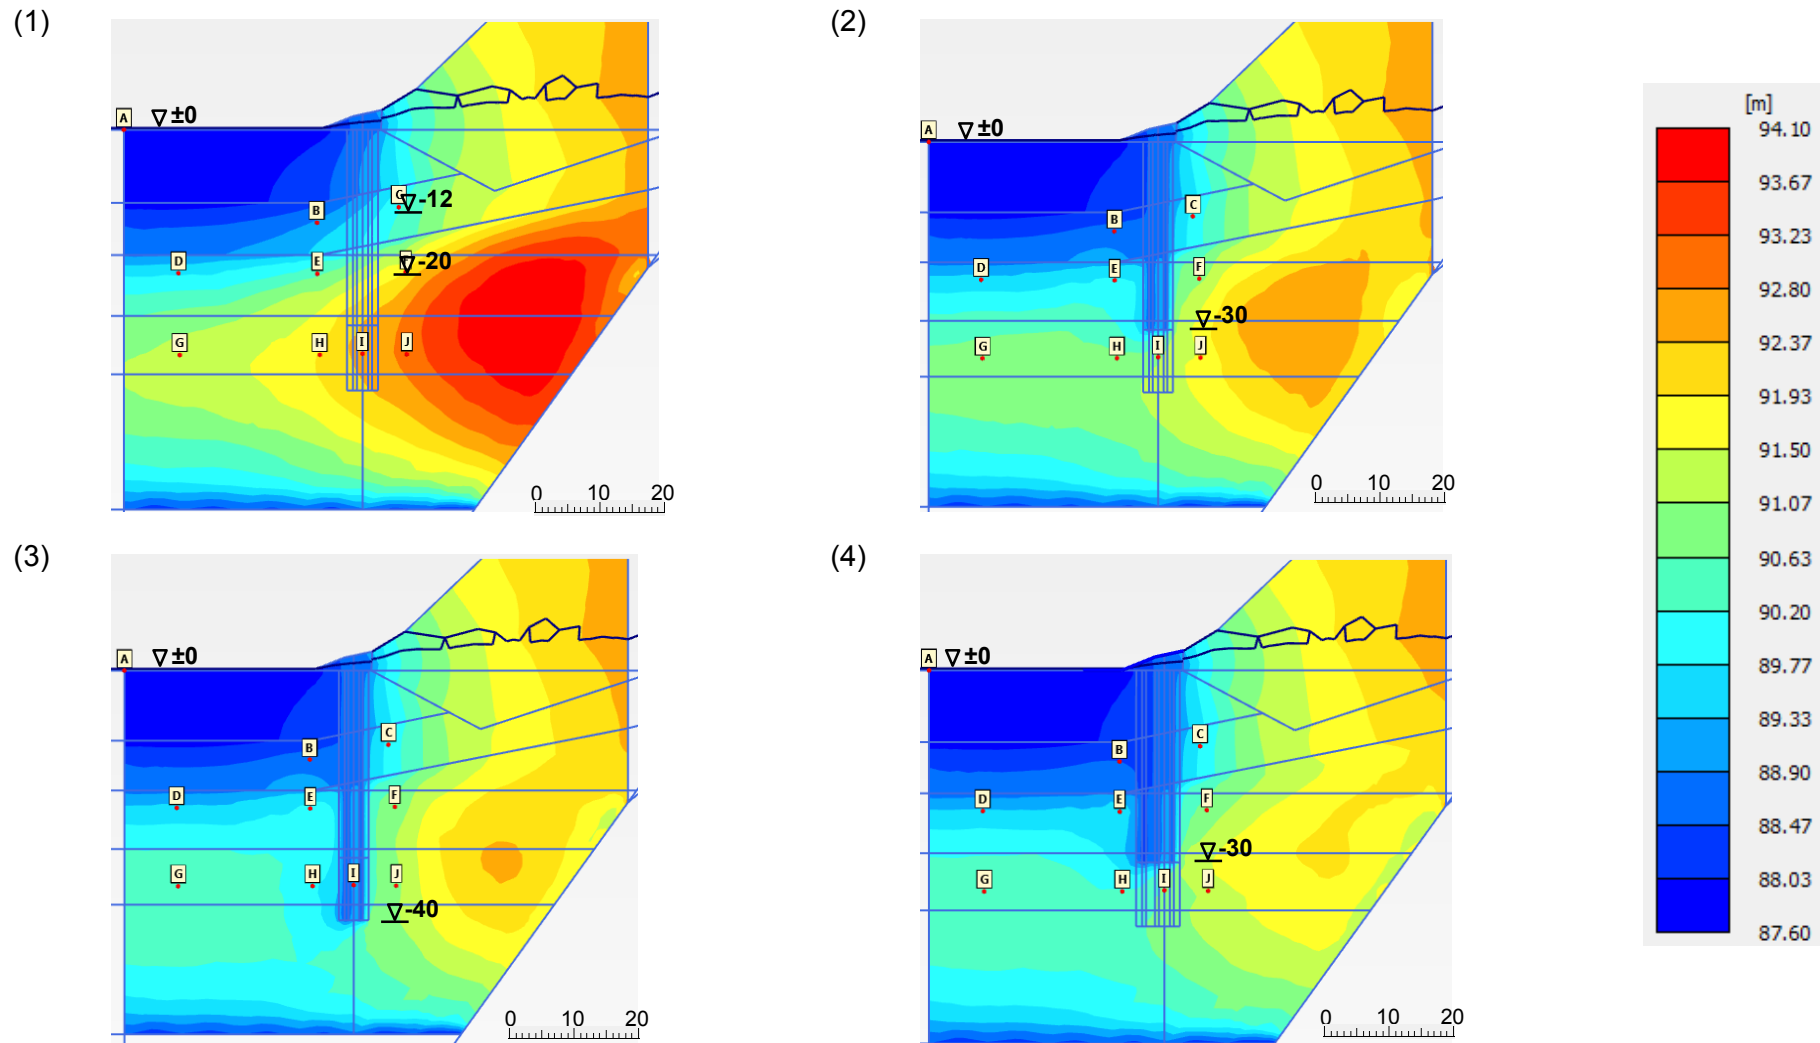 (1)
A
±0
B
G
-12
D
E
-20
G
H
I
J
0 10 20
(2)
A
±0
B
C
D
E
F
-30
G
H
I
J
0 10 20
[m]
94.10
93.67
93.23
92.80
92.37
91.93
91.50
91.07
90.63
90.20
89.77
89.33
88.90
88.47
88.03
87.60
(3)
A
±0
B
C
D
E
F
G
H
I
J
-40
0 10 20
(4)
A
±0
B
C
D
E
F
-30
G
H
I
J
0 10 20